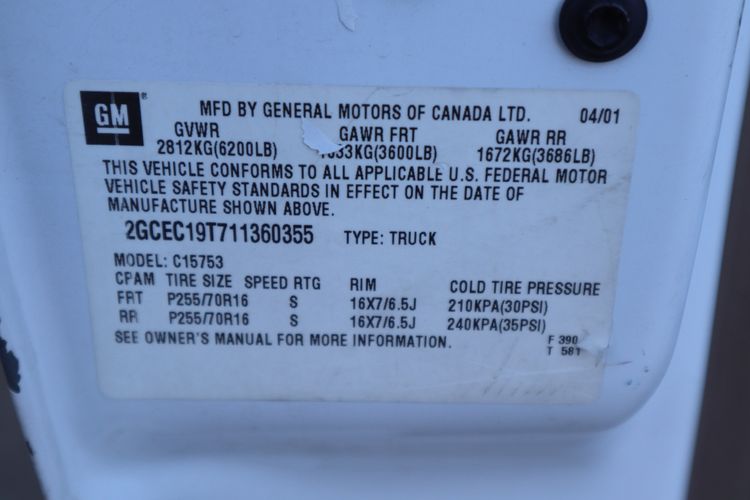 GM MFD BY GENERAL MOTORS OF CANADA LTD. 04/01
GVWR GAWR FRT GAWR RR
2812KG(6200LB) 1633KG(3600LB) 1672KG(3686LB)
THIS VEHICLE CONFORMS TO ALL APPLICABLE U.S. FEDERAL MOTOR
VEHICLE SAFETY STANDARDS IN EFFECT ON THE DATE OF
MANUFACTURE SHOWN ABOVE.
2GCEC19T711360355 TYPE: TRUCK
MODEL: C15753
CPAM TIRE SIZE SPEED RTG RIM COLD TIRE PRESSURE
FRT P255/70R16 S 16X7/6.5J 210KPA(30PSI)
RR P255/70R16 S 16X7/6.5J 240KPA(35PSI)
SEE OWNER'S MANUAL FOR MORE INFORMATION. F 390
T 581